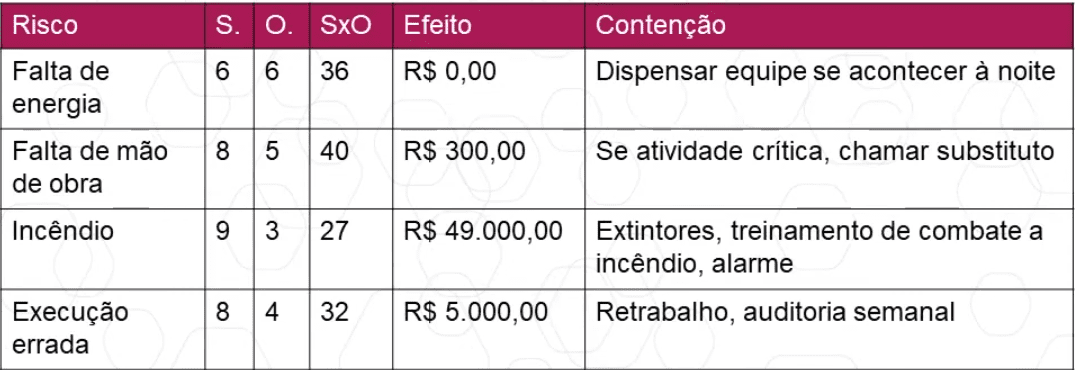 Risco S. O. SxO Efeito Contenção
Falta de energia 6 6 36 R$ 0,00 Dispensar equipe se acontecer à noite
Falta de mão de obra 8 5 40 R$ 300,00 Se atividade crítica, chamar substituto
Incêndio 9 3 27 R$ 49.000,00 Extintores, treinamento de combate a incêndio, alarme
Execução errada 8 4 32 R$ 5.000,00 Retrabalho, auditoria semanal